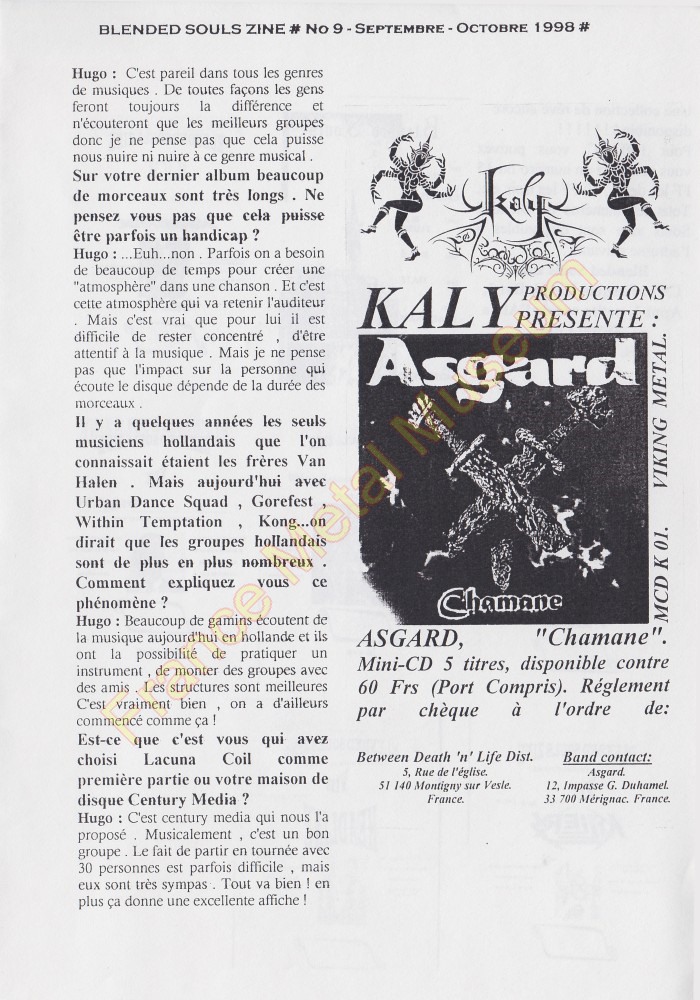 BLENDED SOULS ZINE # No 9 - Septembre - Octobre 1998 #
Hugo : C'est pareil dans tous les genres
de musiques . De toutes façons les gens
feront toujours la différence et
n'écouteront que les meilleurs groupes
donc je ne pense pas que cela puisse
nous nuire ni nuire à ce genre musical .
Sur votre dernier album beaucoup
de morceaux sont très longs . Ne
pensez vous pas que cela puisse
être parfois un handicap ?
Hugo : ...Euh...non . Parfois on a besoin
de beaucoup de temps pour créer une
"atmosphère" dans une chanson . Et c'est
cette atmosphère qui va retenir l'auditeur
. Mais c'est vrai que pour lui il est
difficile de rester concentré , d'être
attentif à la musique . Mais je ne pense
pas que l'impact sur la personne qui
écoute le disque dépende de la durée des
morceaux .
Il y a quelques années les seuls
musiciens hollandais que l'on
connaissait étaient les frères Van
Halen . Mais aujourd'hui avec
Urban Dance Squad , Gorefest ,
Within Temptation , Kong...on
dirait que les groupes hollandais
sont de plus en plus nombreux .
Comment expliquez vous ce
phénomène ?
Hugo : Beaucoup de gamins écoutent de
la musique aujourd'hui en hollande et ils
ont la possibilité de pratiquer un
instrument , de monter des groupes avec
des amis . Les structures sont meilleures
C'est vraiment bien , on a d'ailleurs
commencé comme ça !
Est-ce que c'est vous qui avez
choisi Lacuna Coil comme
première partie ou votre maison de
disque Century Media ?
Hugo : C'est century media qui nous l'a
proposé . Musicalement , c'est un bon
groupe . Le fait de partir en tournée avec
30 personnes est parfois difficile , mais
eux sont très sympas . Tout va bien ! en
plus ça donne une excellente affiche !
Kaly
KALY PRODUCTIONS
PRESENTE :
Asgard
Chamane
MCD K 01. VIKING METAL.
ASGARD, "Chamane".
Mini-CD 5 titres, disponible contre
60 Frs (Port Compris). Réglement
par chèque à l'ordre de:
Between Death 'n' Life Dist.
5, Rue de l'église.
51 140 Montigny sur Vesle.
France.
Band contact:
Asgard.
12, Impasse G. Duhamel.
33 700 Mérignac. France.
France Metal Museum